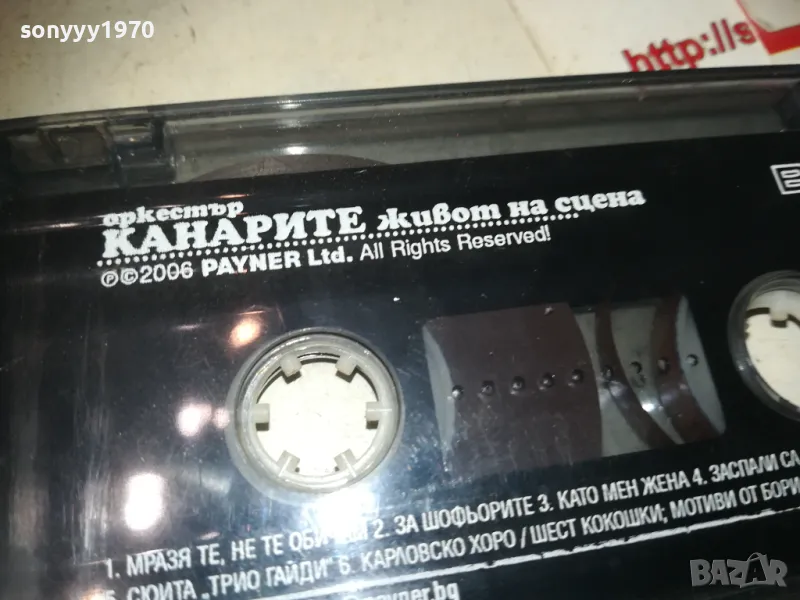 sonyyy1970
http://s
оркестър
КАНАРИТЕ живот на сцена
℗©2006 PAYNER Ltd. All Rights Reserved!
1. МРАЗЯ ТЕ, НЕ ТЕ 2. ЗА ШОФЬОРИТЕ 3. КАТО МЕН ЖЕНА 4. ЗАСПАЛИ СА
5. СЮИТА „ТРИО ГАЙДИ" 6. КАРЛОВСКО ХОРО / ШЕСТ КОКОШКИ; МОТИВИ ОТ БОРИ
payner.bg
BAZAR